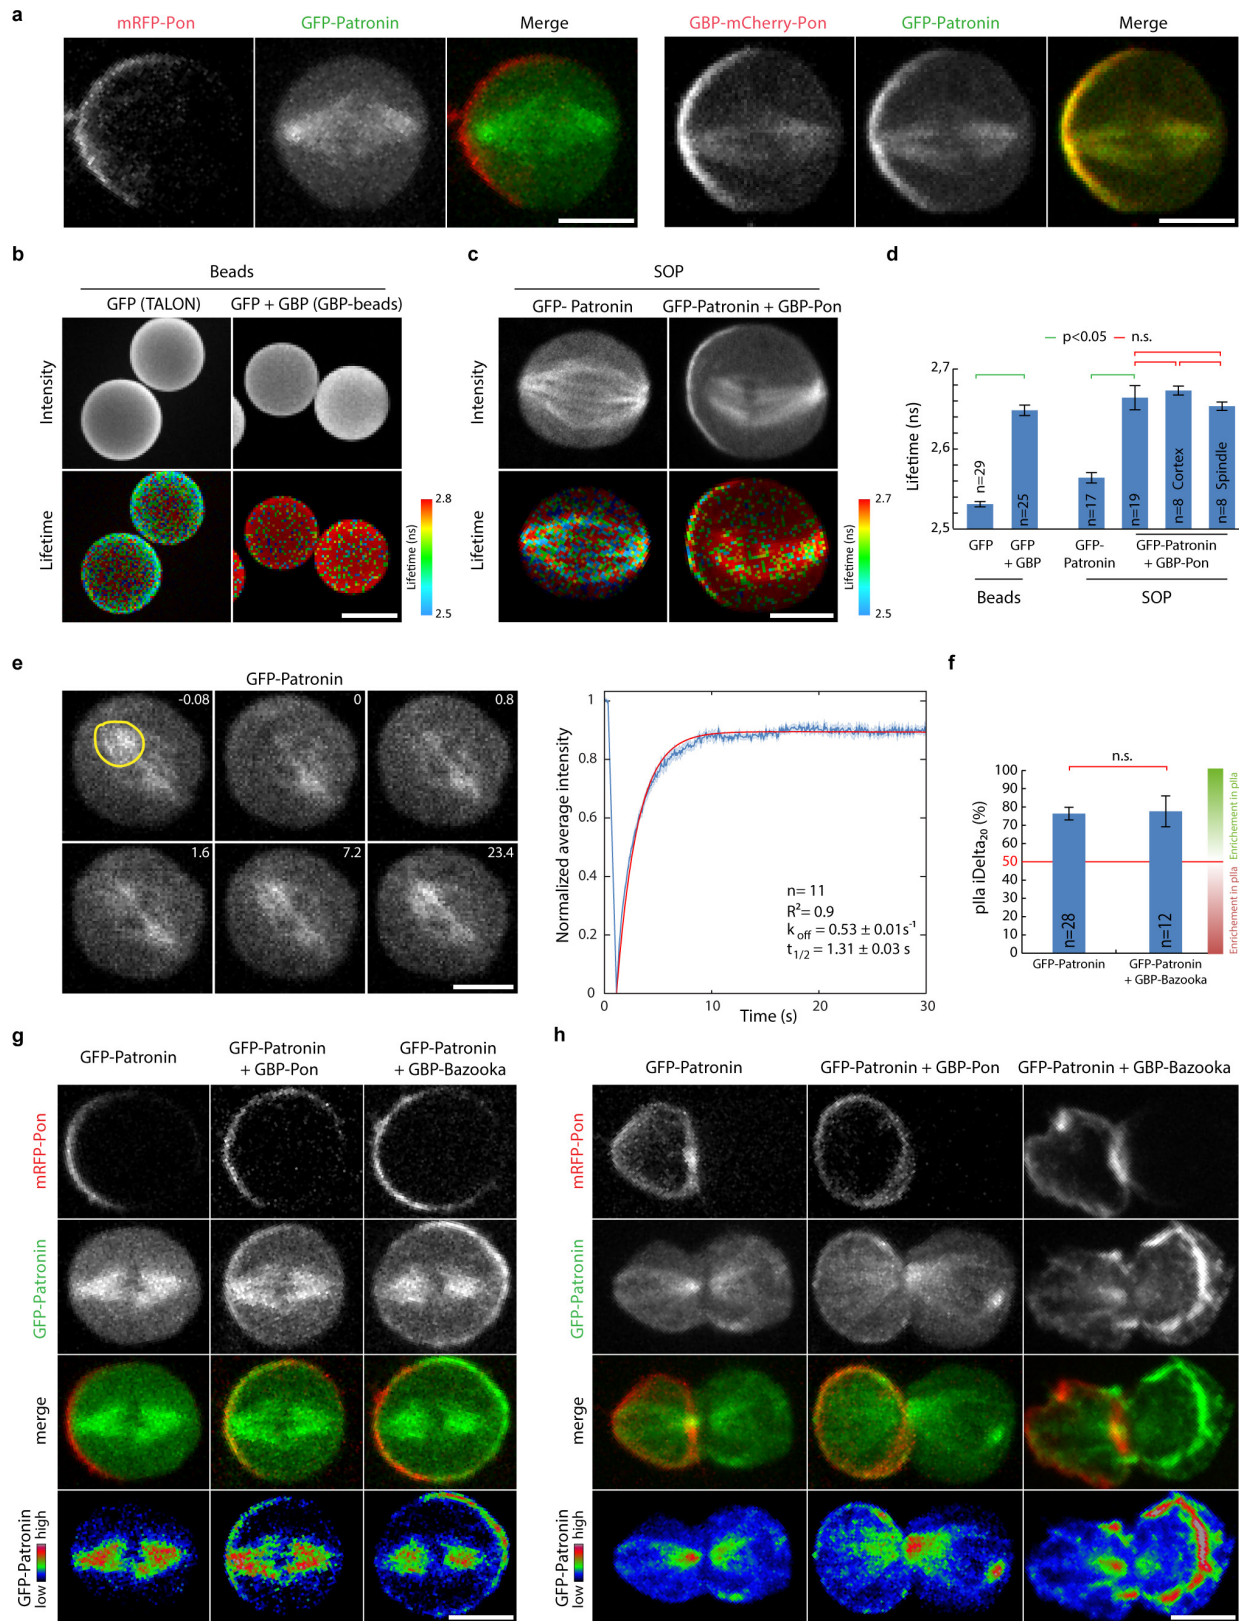 a
mRFP-Pon GFP-Patronin Merge
GBP-mCherry-Pon GFP-Patronin Merge
b
Beads
GFP (TALON) GFP + GBP (GBP-beads)
Intensity
Lifetime
2.8
Lifetime (ns)
2.5
c
SOP
GFP- Patronin GFP-Patronin + GBP-Pon
Intensity
Lifetime
2.7
Lifetime (ns)
2.5
d
p<0.05 n.s.
Lifetime (ns)
2,7
2,6
2,5
n=29
n=25
n=17
n=19
n=8 Cortex
n=8 Spindle
GFP
GFP + GBP
GFP-Patronin
GFP-Patronin + GBP-Pon
Beads SOP
e
GFP-Patronin
-0.08 0 0.8
1.6 7.2 23.4
Normalized average intensity
1
0.8
0.6
0.4
0.2
0
n= 11
R²= 0.9
k off = 0.53 ± 0.01s⁻¹
t1/2 = 1.31 ± 0.03 s
0 10 20 30
Time (s)
f
n.s.
pIIa iDelta20 (%)
100
90
80
70
60
50
40
30
20
10
0
n=28
n=12
Enrichement in pIIa
Enrichement in pIIa
GFP-Patronin
GFP-Patronin
+ GBP-Bazooka
g
GFP-Patronin
GFP-Patronin
+ GBP-Pon
GFP-Patronin
+ GBP-Bazooka
mRFP-Pon
GFP-Patronin
merge
GFP-Patronin
low high
h
GFP-Patronin GFP-Patronin + GBP-Pon GFP-Patronin + GBP-Bazooka
mRFP-Pon
GFP-Patronin
merge
GFP-Patronin
low high